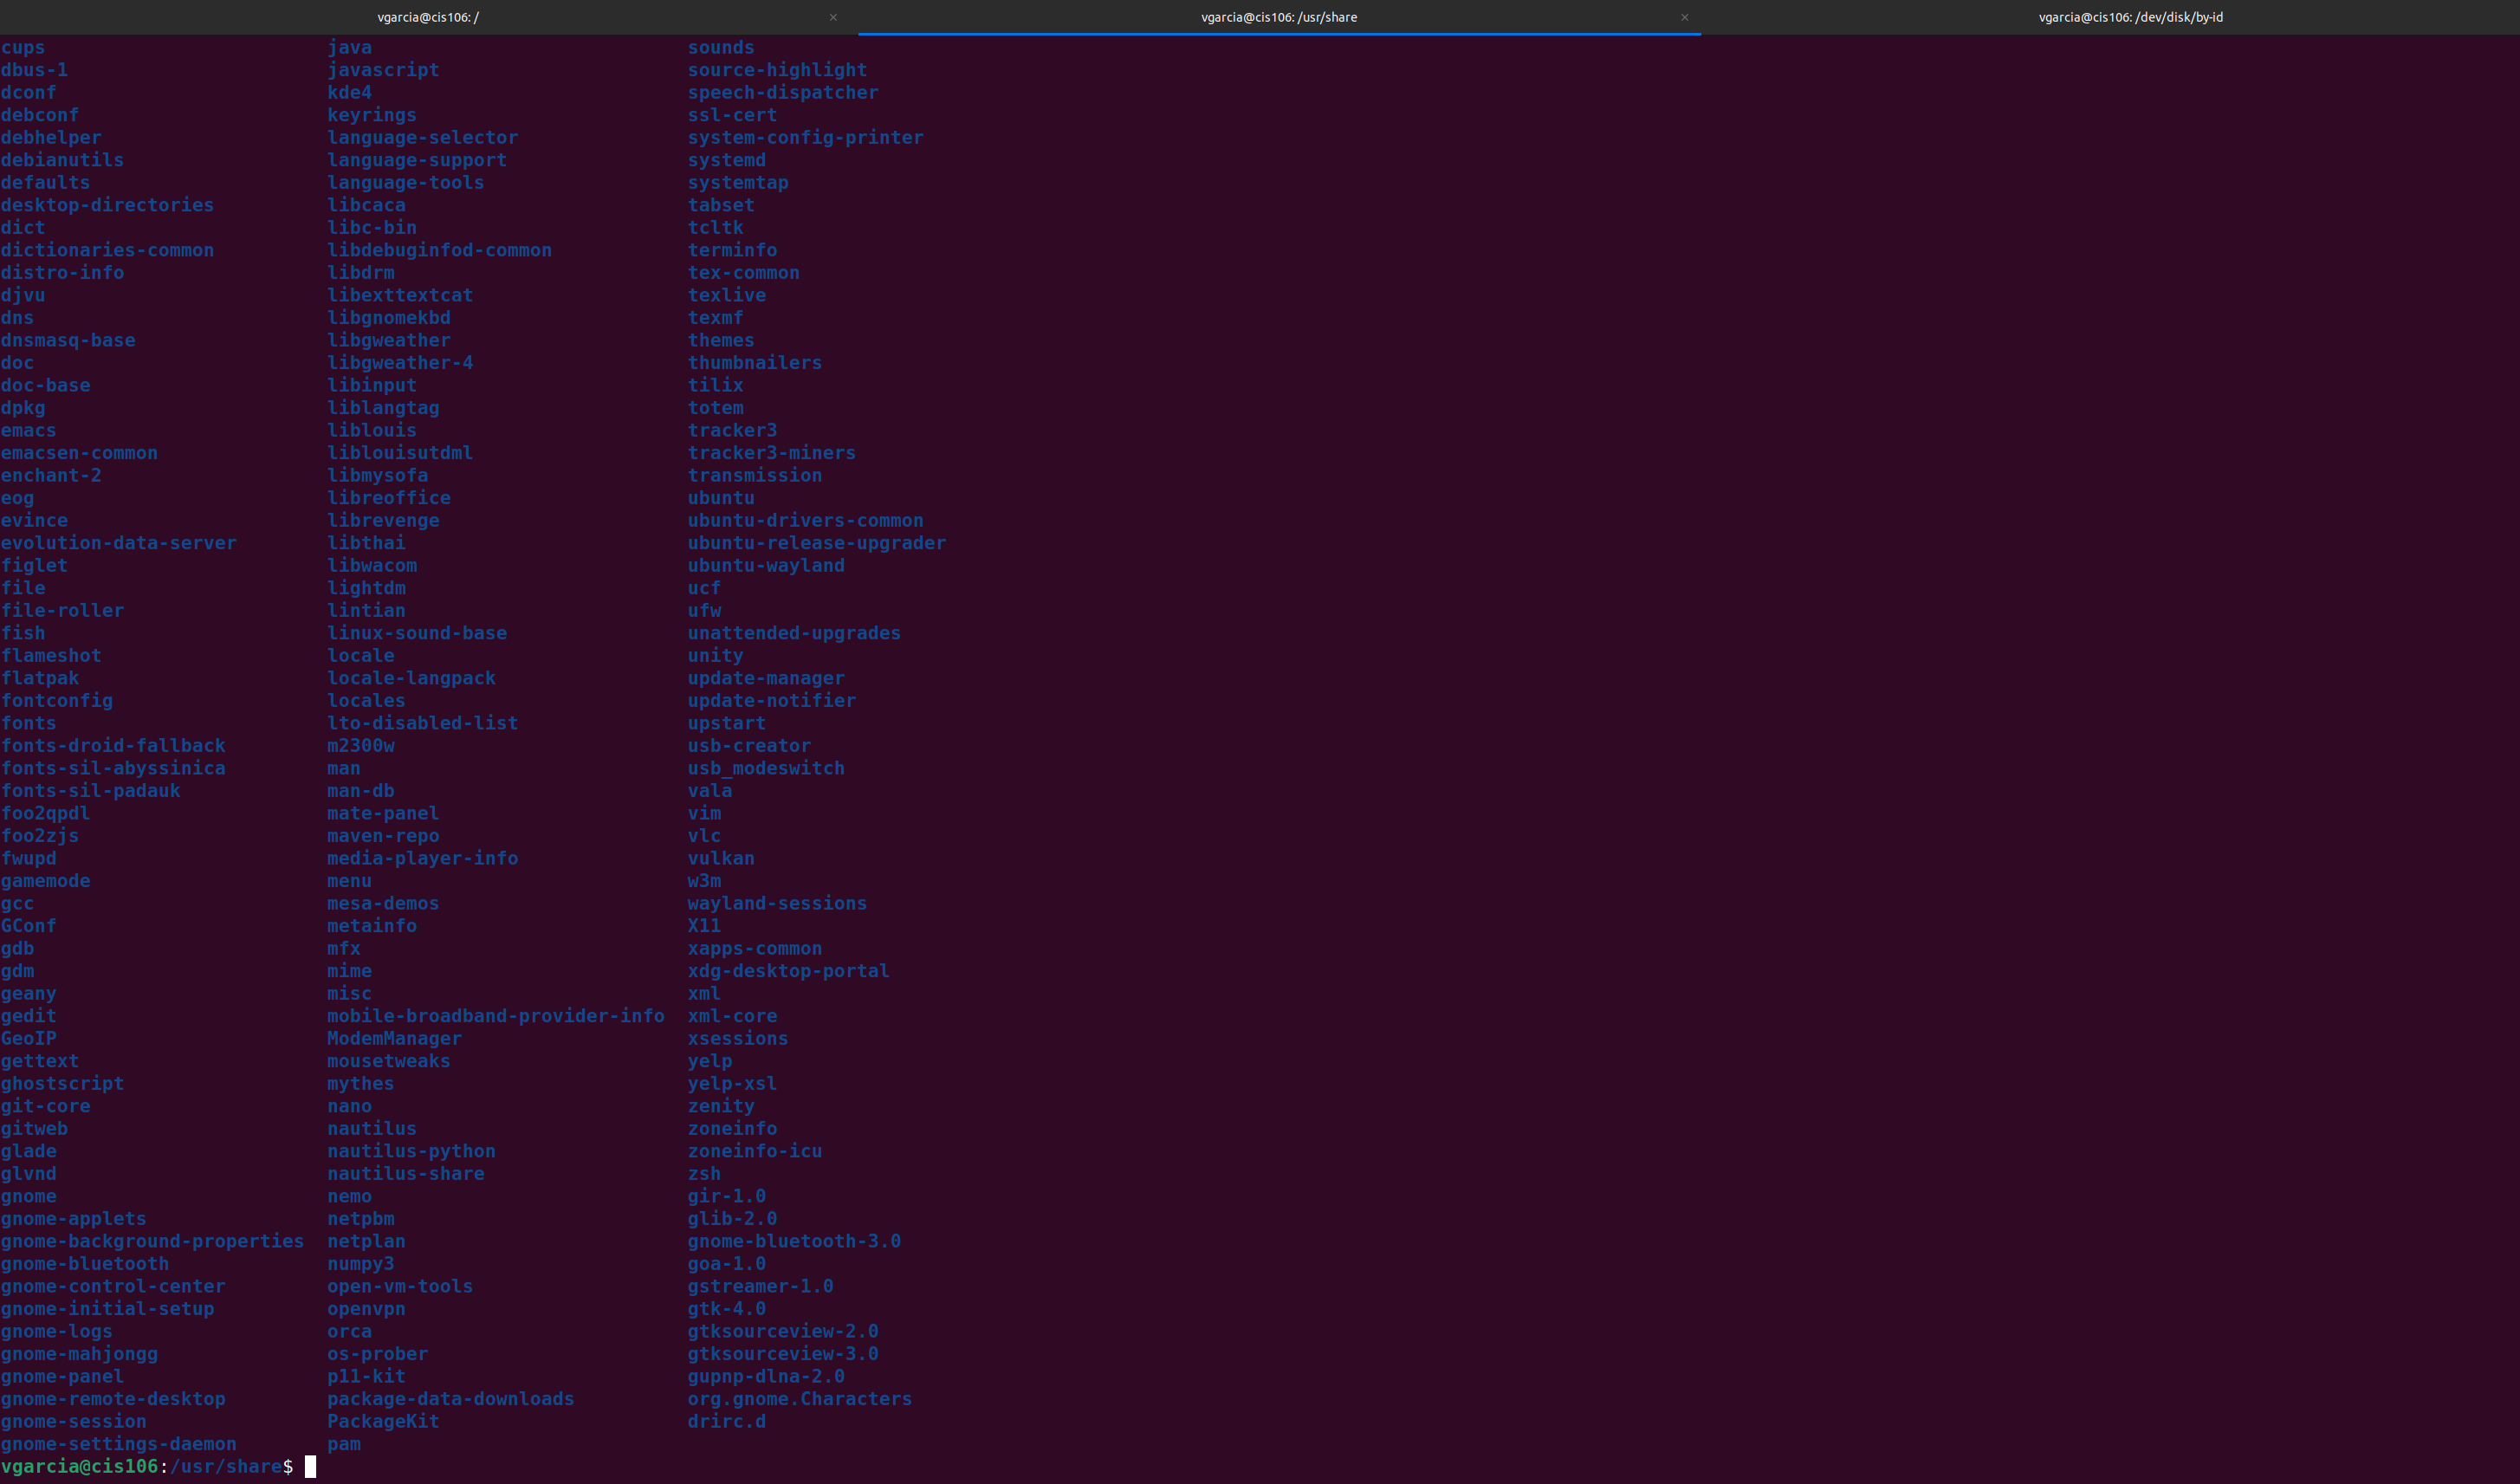 vgarcia@cis106: / × vgarcia@cis106: /usr/share × vgarcia@cis106: /dev/disk/by-id
cups java sounds
dbus-1 javascript source-highlight
dconf kde4 speech-dispatcher
debconf keyrings ssl-cert
debhelper language-selector system-config-printer
debianutils language-support systemd
defaults language-tools systemtap
desktop-directories libcaca tabset
dict libc-bin tcltk
dictionaries-common libdebuginfod-common terminfo
distro-info libdrm tex-common
djvu libexttextcat texlive
dns libgnomekbd texmf
dnsmasq-base libgweather themes
doc libgweather-4 thumbnailers
doc-base libinput tilix
dpkg liblangtag totem
emacs liblouis tracker3
emacsen-common liblouisutdml tracker3-miners
enchant-2 libmysofa transmission
eog libreoffice ubuntu
evince librevenge ubuntu-drivers-common
evolution-data-server libthai ubuntu-release-upgrader
figlet libwacom ubuntu-wayland
file lightdm ucf
file-roller lintian ufw
fish linux-sound-base unattended-upgrades
flameshot locale unity
flatpak locale-langpack update-manager
fontconfig locales update-notifier
fonts lto-disabled-list upstart
fonts-droid-fallback m2300w usb-creator
fonts-sil-abyssinica man usb_modeswitch
fonts-sil-padauk man-db vala
foo2qpdl mate-panel vim
foo2zjs maven-repo vlc
fwupd media-player-info vulkan
gamemode menu w3m
gcc mesa-demos wayland-sessions
GConf metainfo X11
gdb mfx xapps-common
gdm mime xdg-desktop-portal
geany misc xml
gedit mobile-broadband-provider-info xml-core
GeoIP ModemManager xsessions
gettext mousetweaks yelp
ghostscript mythes yelp-xsl
git-core nano zenity
gitweb nautilus zoneinfo
glade nautilus-python zoneinfo-icu
glvnd nautilus-share zsh
gnome nemo gir-1.0
gnome-applets netpbm glib-2.0
gnome-background-properties netplan gnome-bluetooth-3.0
gnome-bluetooth numpy3 goa-1.0
gnome-control-center open-vm-tools gstreamer-1.0
gnome-initial-setup openvpn gtk-4.0
gnome-logs orca gtksourceview-2.0
gnome-mahjongg os-prober gtksourceview-3.0
gnome-panel p11-kit gupnp-dlna-2.0
gnome-remote-desktop package-data-downloads org.gnome.Characters
gnome-session PackageKit drirc.d
gnome-settings-daemon pam
vgarcia@cis106:/usr/share$